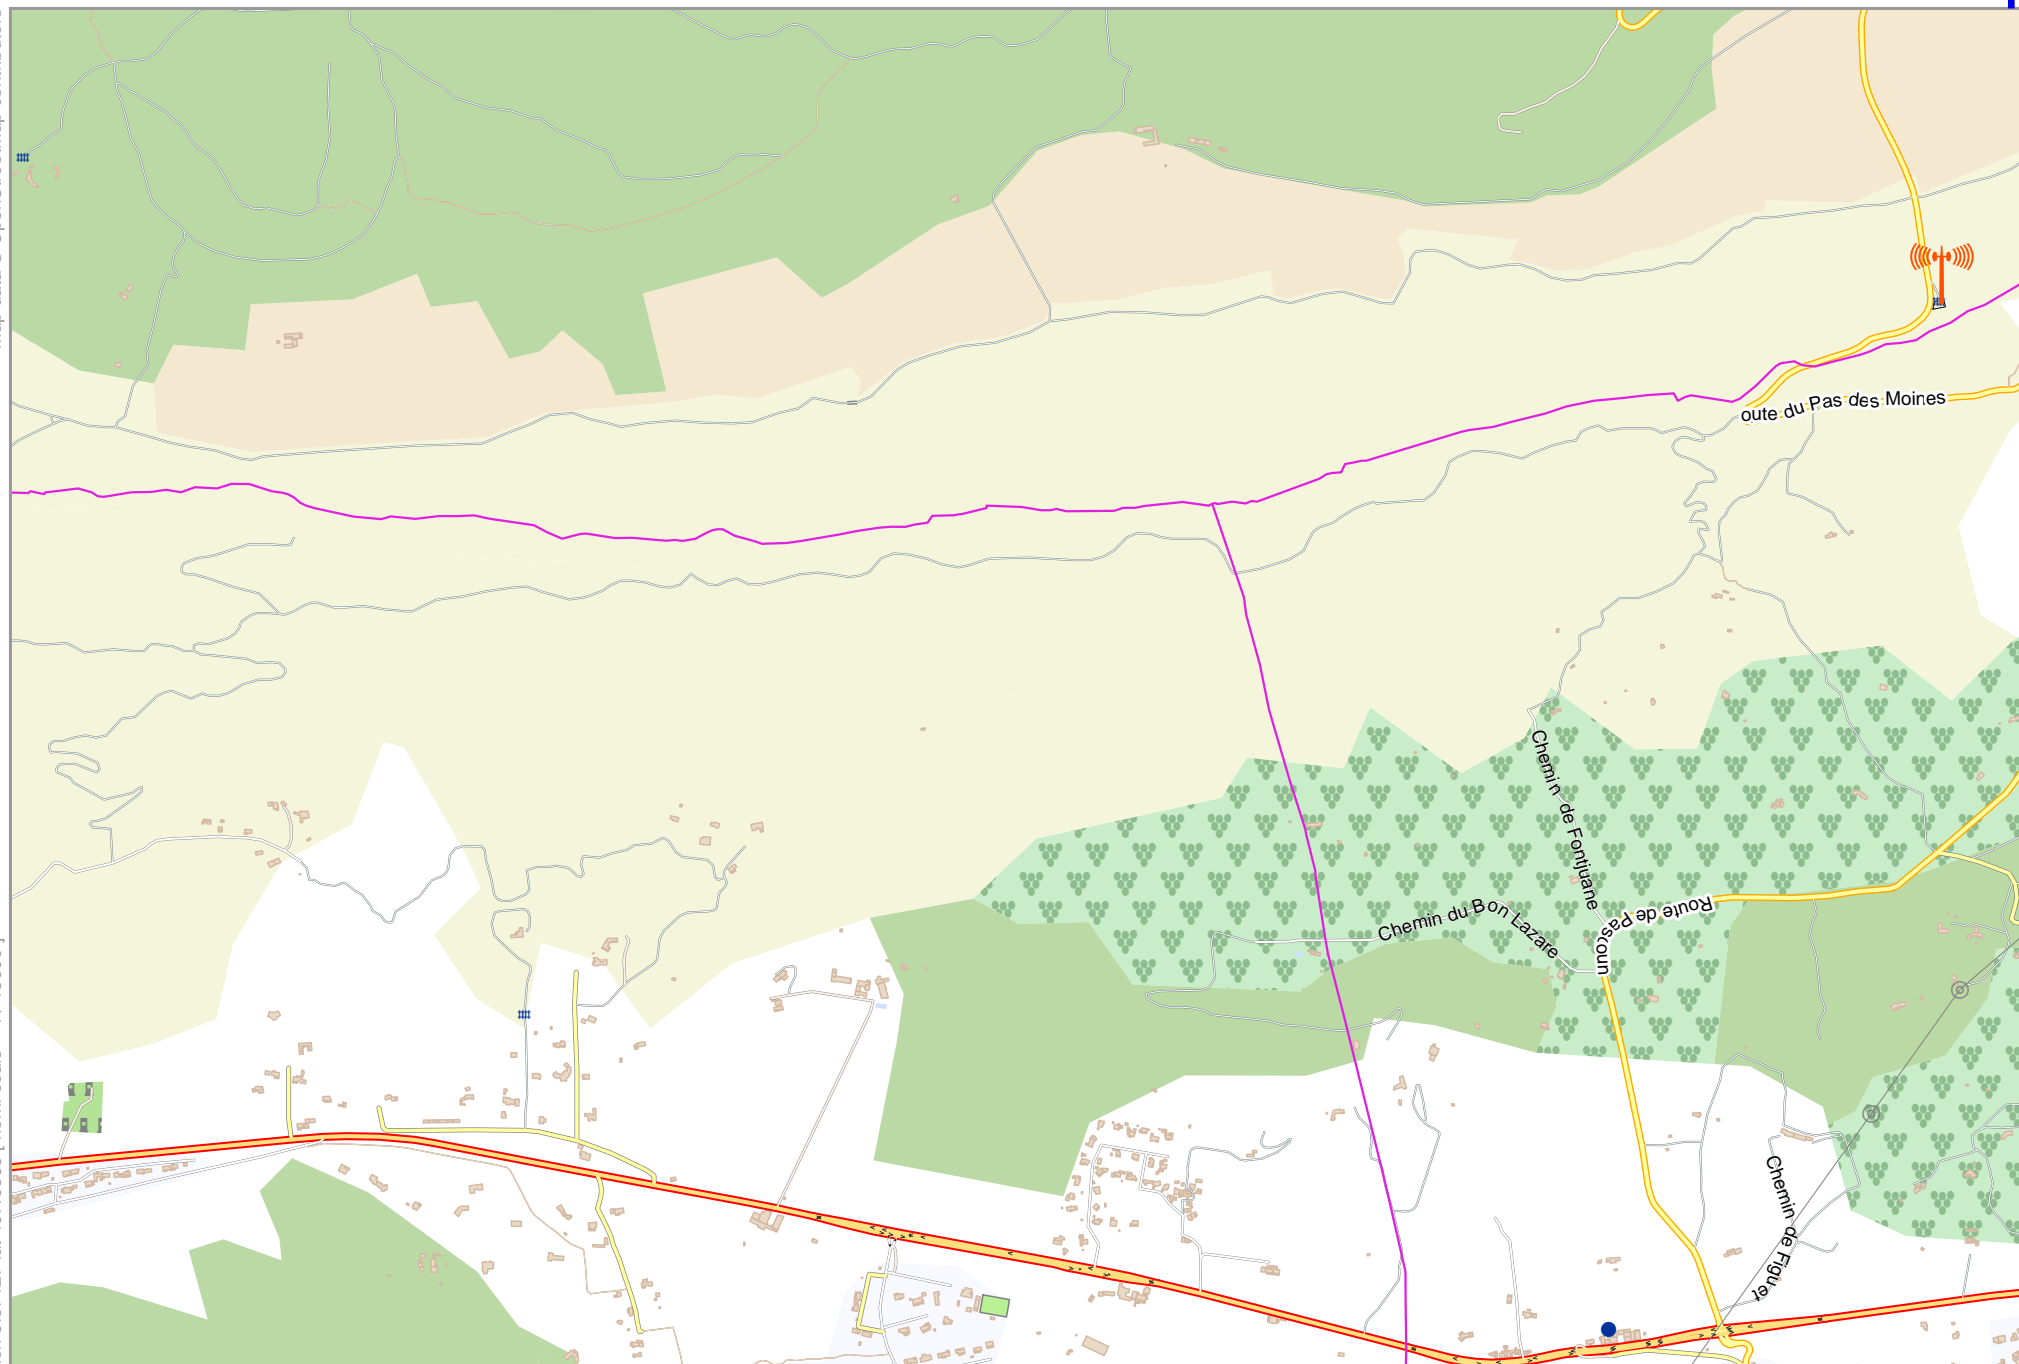 oute du Pas des Moines
Chemin de Fontjuane
Chemin du Bon Lazare
Route de Pascoun
Chemin de Figuet